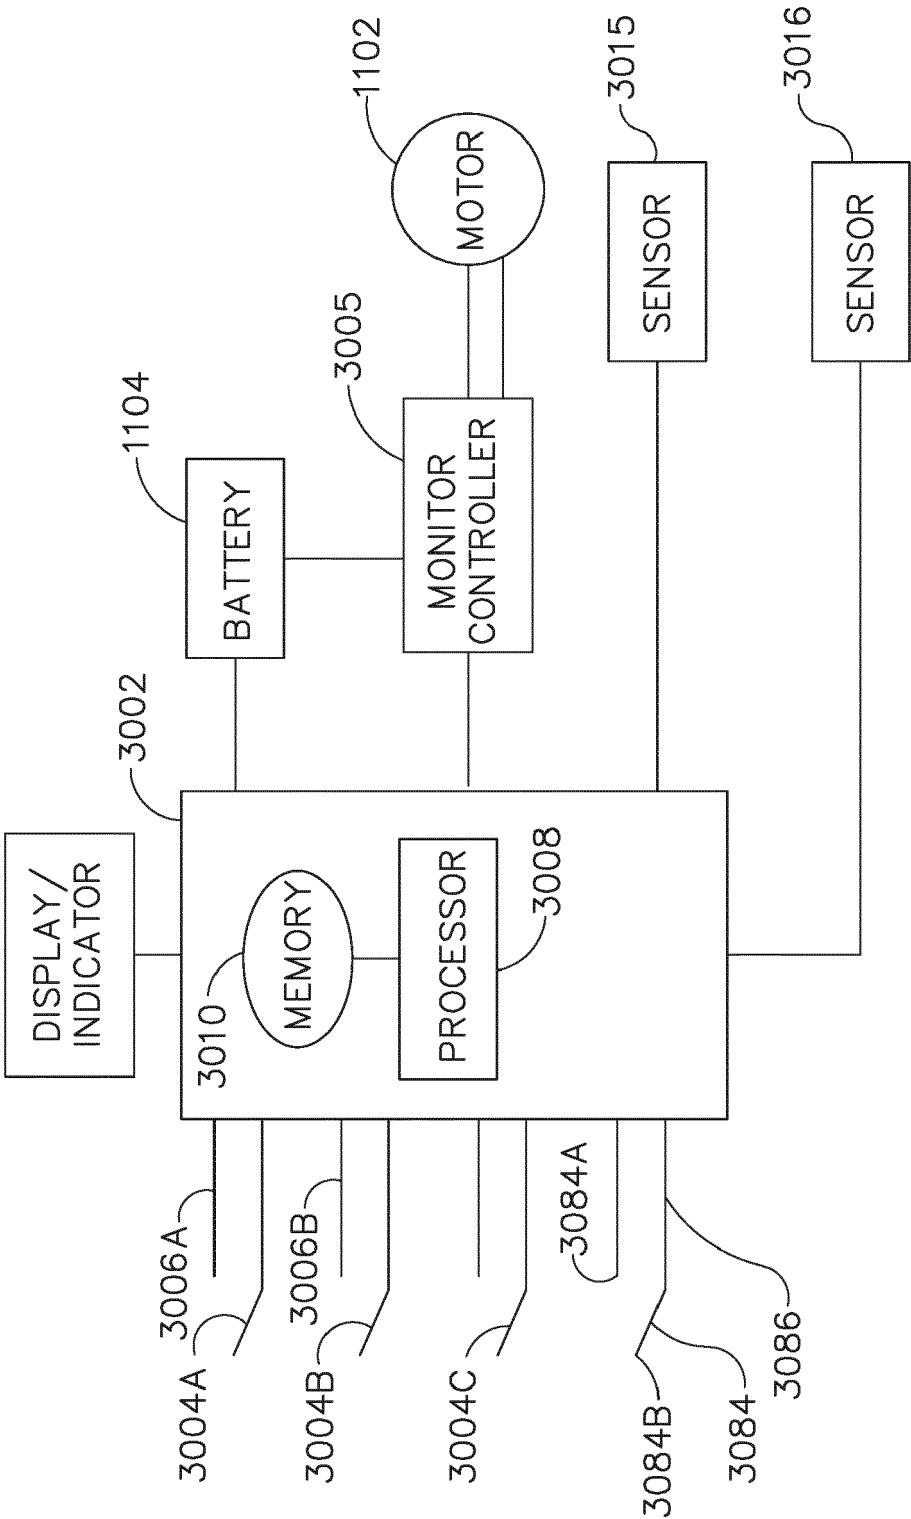 DISPLAY/
INDICATOR
3002
1104
BATTERY
3005
MONITOR
CONTROLLER
1102
MOTOR
3015
SENSOR
3016
SENSOR
3010
MEMORY
PROCESSOR
3008
3006A
3004A
3006B
3004B
3004C
3084A
3084B
3084
3086